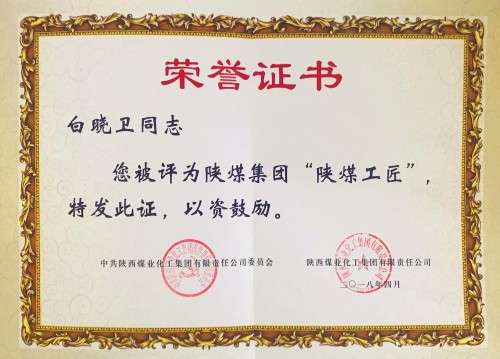 荣誉证书
白晓卫同志
您被评为陕煤集团“陕煤工匠”，
特发此证，以资鼓励。
中共陕西煤业化工集团有限责任公司委员会
陕西煤业化工集团有限责任公司
二〇一八年四月